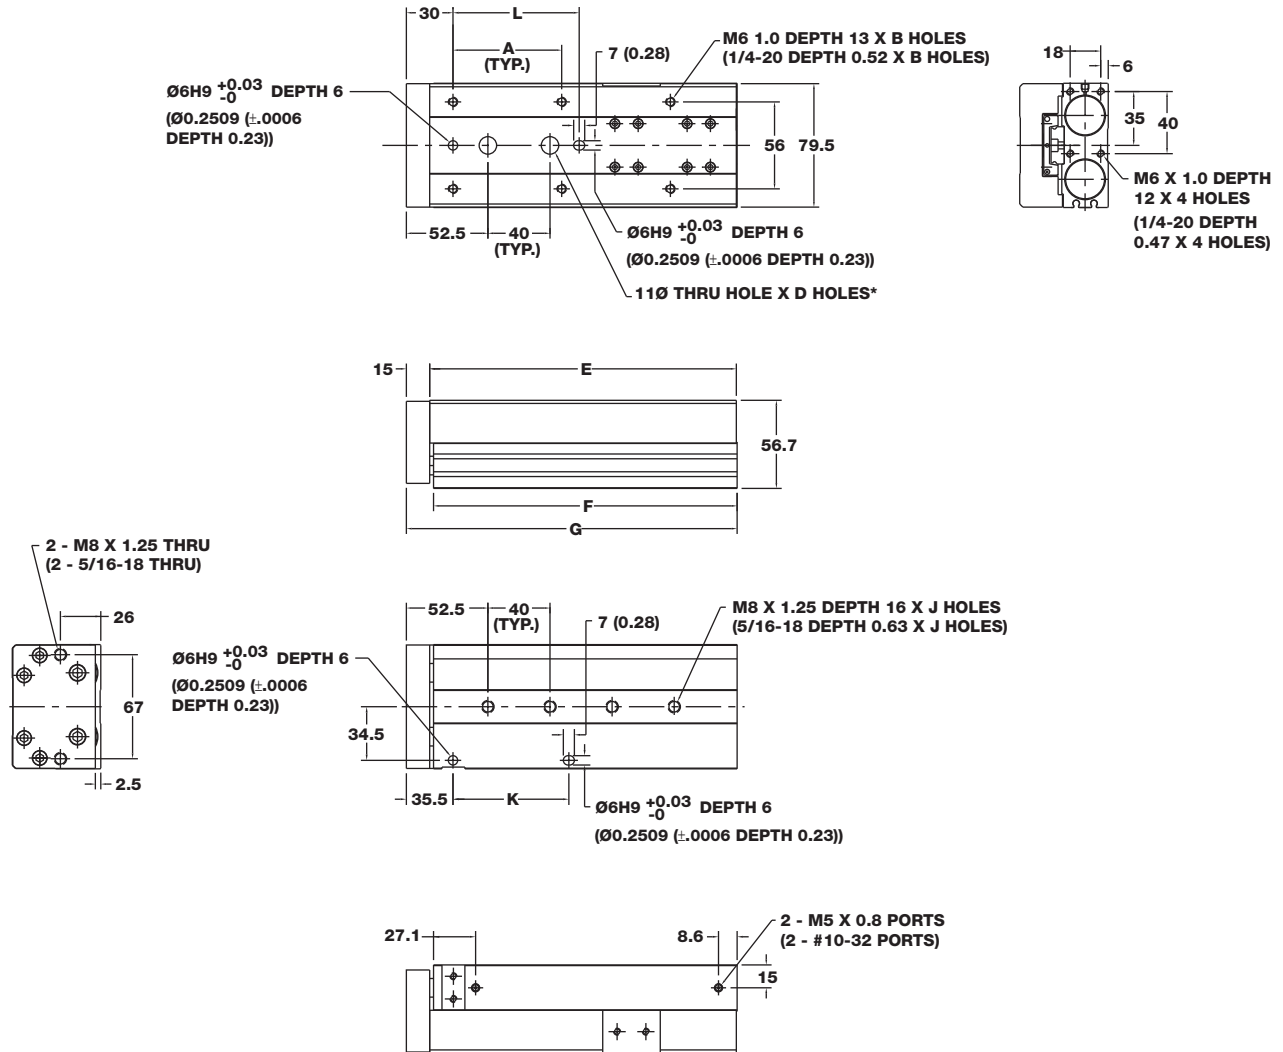 30
L
A
(TYP.)
7 (0.28)
M6 1.0 DEPTH 13 X B HOLES
(1/4-20 DEPTH 0.52 X B HOLES)
Ø6H9 +0.03 -0 DEPTH 6
(Ø0.2509 (±.0006
DEPTH 0.23))
56
79.5
52.5
40
(TYP.)
Ø6H9 +0.03 -0 DEPTH 6
(Ø0.2509 (±.0006 DEPTH 0.23))
11Ø THRU HOLE X D HOLES*
18
6
35
40
M6 X 1.0 DEPTH
12 X 4 HOLES
(1/4-20 DEPTH
0.47 X 4 HOLES)
15
E
56.7
F
G
2 - M8 X 1.25 THRU
(2 - 5/16-18 THRU)
26
67
2.5
52.5
40
(TYP.)
7 (0.28)
M8 X 1.25 DEPTH 16 X J HOLES
(5/16-18 DEPTH 0.63 X J HOLES)
Ø6H9 +0.03 -0 DEPTH 6
(Ø0.2509 (±.0006
DEPTH 0.23))
34.5
35.5
K
Ø6H9 +0.03 -0 DEPTH 6
(Ø0.2509 (±.0006 DEPTH 0.23))
27.1
8.6
2 - M5 X 0.8 PORTS
(2 - #10-32 PORTS)
15